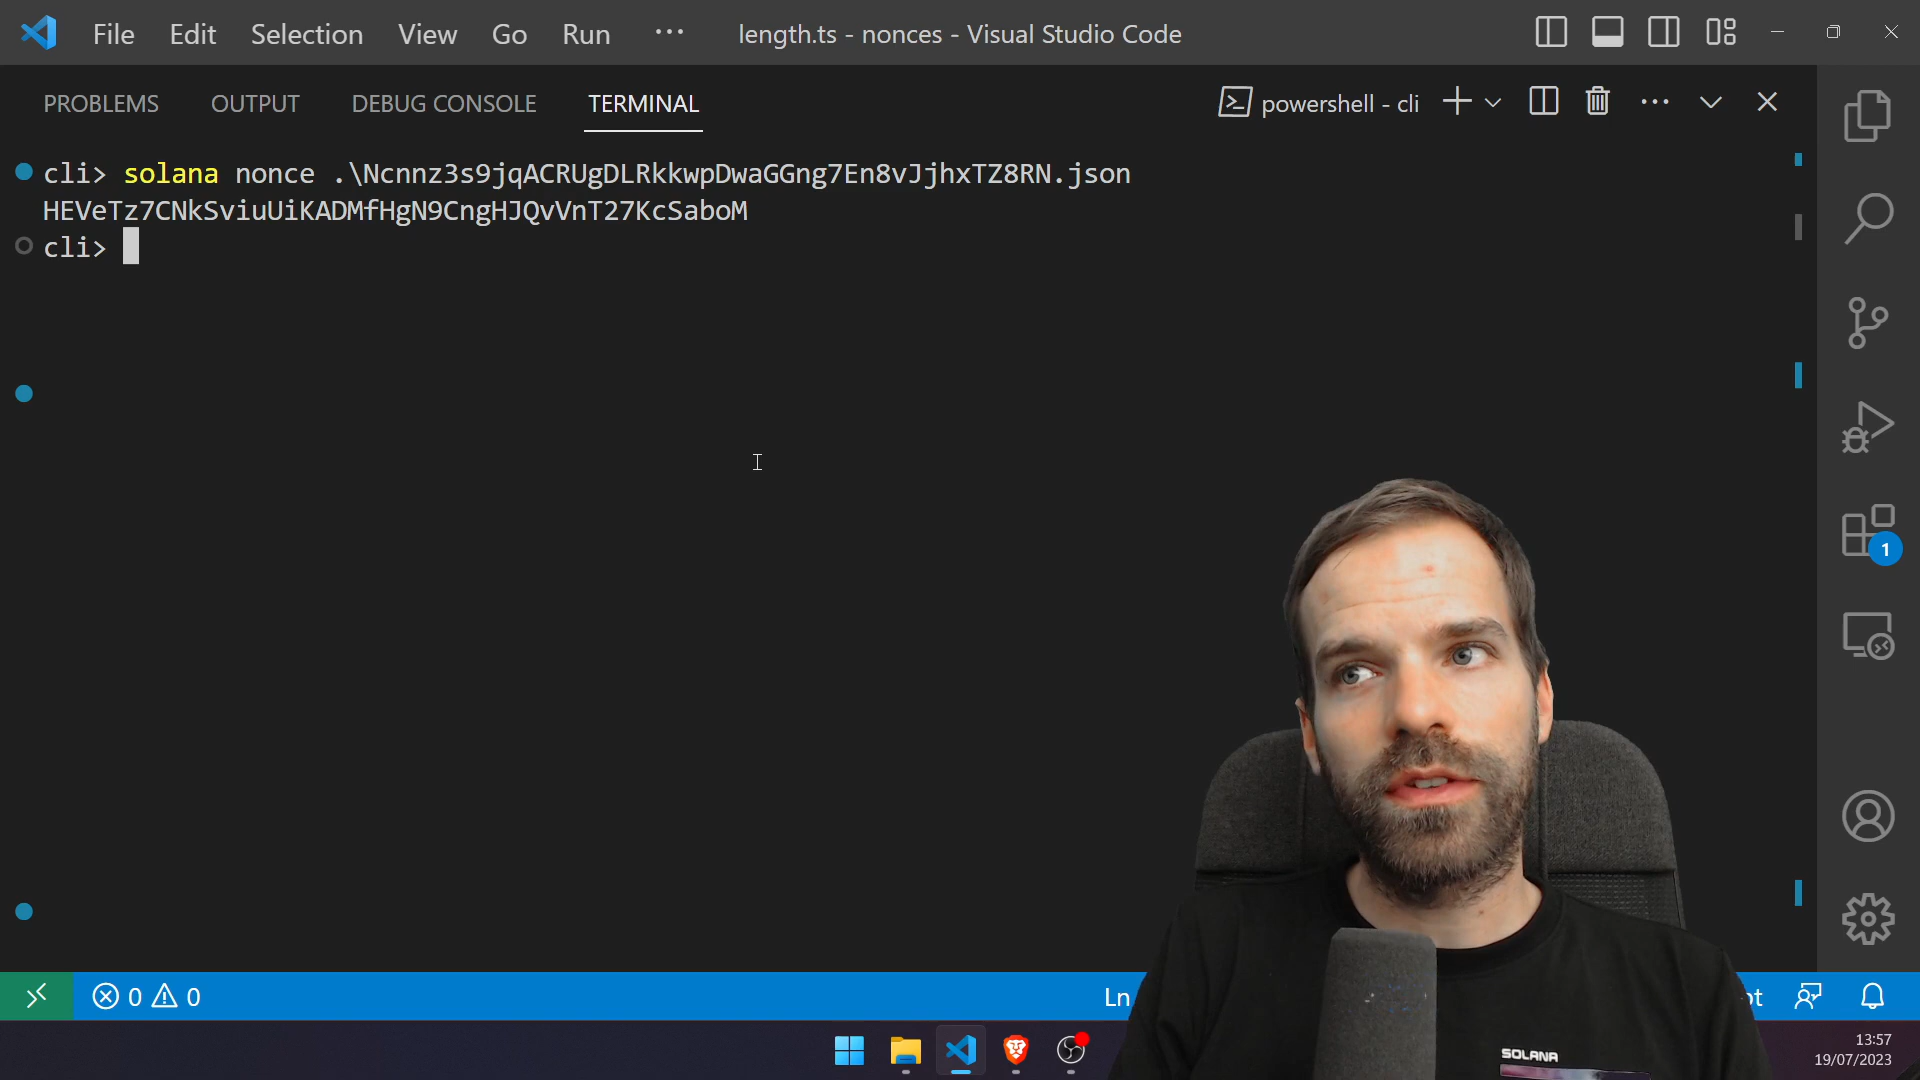 File Edit Selection View Go Run ··· length.ts - nonces - Visual Studio Code
PROBLEMS OUTPUT DEBUG CONSOLE TERMINAL powershell - cli
cli> solana nonce .\Ncnnz3s9jqACRUgDLRkkwpDwaGGng7En8vJjhxTZ8RN.json
HEVeTz7CNkSviuUiKADMfHgN9CngHJQvVnT27KcSaboM
cli>
1
0 0 Ln
13:57
19/07/2023
SOLANA